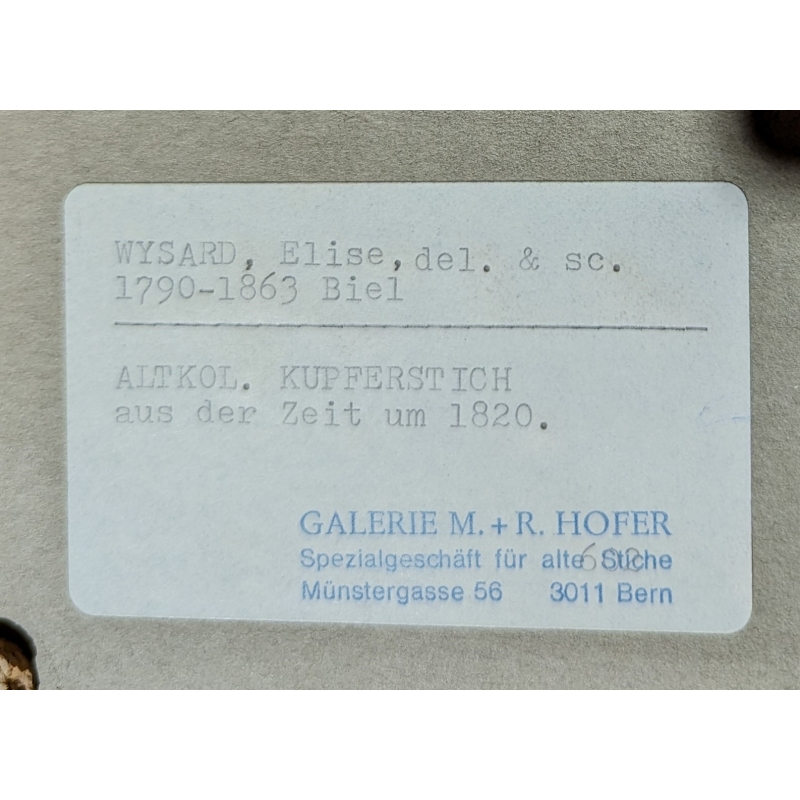 WYSARD, Elise, del. & sc.
1790-1863 Biel
ALTKOL. KUPFERSTICH
aus der Zeit um 1820.
GALERIE M. + R. HOFER
Spezialgeschäft für alte Stiche
Münstergasse 56 3011 Bern